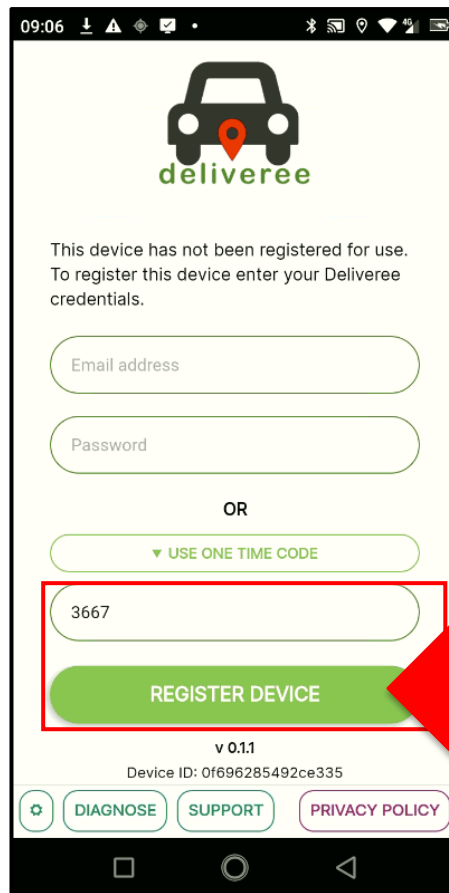 09:06
4G
deliveree
This device has not been registered for use.
To register this device enter your Deliveree
credentials.
Email address
Password
OR
▼ USE ONE TIME CODE
3667
REGISTER DEVICE
v 0.1.1
Device ID: 0f696285492ce335
DIAGNOSE SUPPORT PRIVACY POLICY